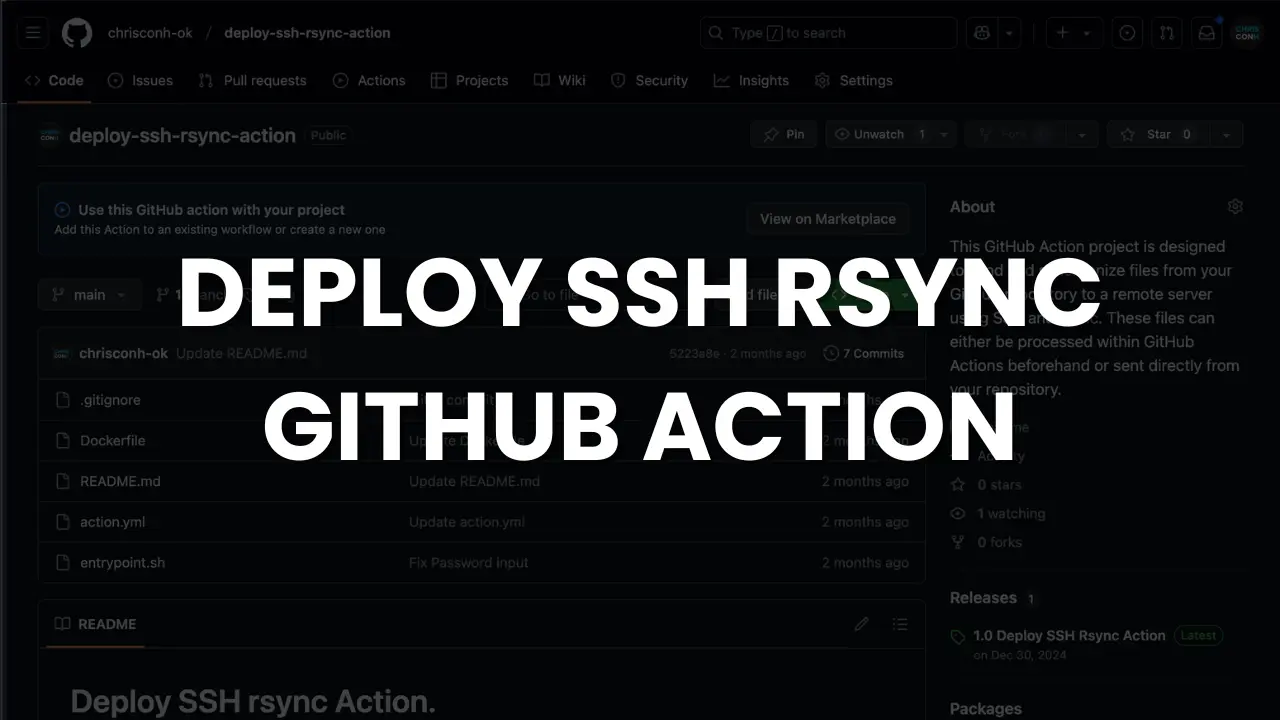 chrisconh-ok / deploy-ssh-rsync-action
Type / to search
Code Issues Pull requests Actions Projects Wiki Security Insights Settings
deploy-ssh-rsync-action Public
Pin Unwatch 1 Fork Star 0
Use this GitHub action with your project
Add this Action to an existing workflow or create a new one
View on Marketplace
About
This GitHub Action project is designed
files from your
to a remote server
These files can
either be processed within GitHub
Actions beforehand or sent directly from
your repository.
main
DEPLOY SSH RSYNC
GITHUB ACTION
chrisconh-ok Update README.md 5223a8e · 2 months ago 7 Commits
.gitignore
Dockerfile
README.md Update README.md 2 months ago
action.yml Update action.yml 2 months ago
entrypoint.sh Fix Password input 2 months ago
0 stars
1 watching
0 forks
Releases 1
1.0 Deploy SSH Rsync Action Latest
on Dec 30, 2024
Packages
README
Deploy SSH rsync Action.